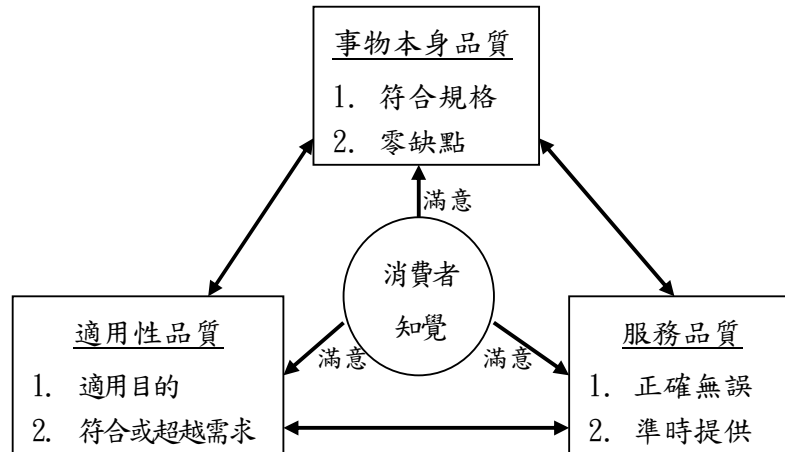 事物本身品質
1. 符合規格
2. 零缺點
滿意
消費者
知覺
滿意
滿意
適用性品質
1. 適用目的
2. 符合或超越需求
服務品質
1. 正確無誤
2. 準時提供